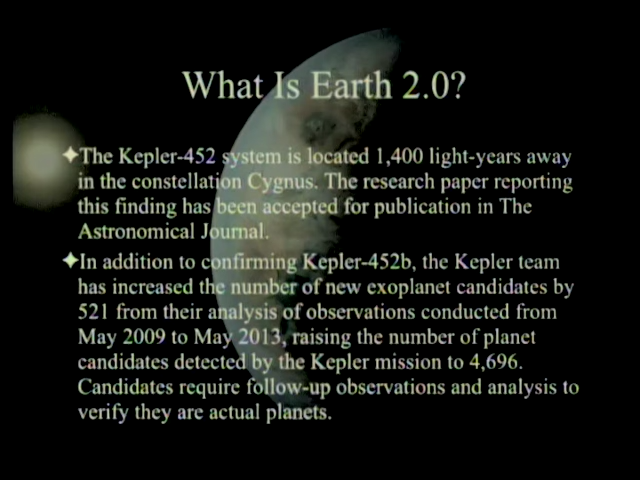 What Is Earth 2.0?
✦The Kepler-452 system is located 1,400 light-years away
in the constellation Cygnus. The research paper reporting
this finding has been accepted for publication in The
Astronomical Journal.
✦In addition to confirming Kepler-452b, the Kepler team
has increased the number of new exoplanet candidates by
521 from their analysis of observations conducted from
May 2009 to May 2013, raising the number of planet
candidates detected by the Kepler mission to 4,696.
Candidates require follow-up observations and analysis to
verify they are actual planets.